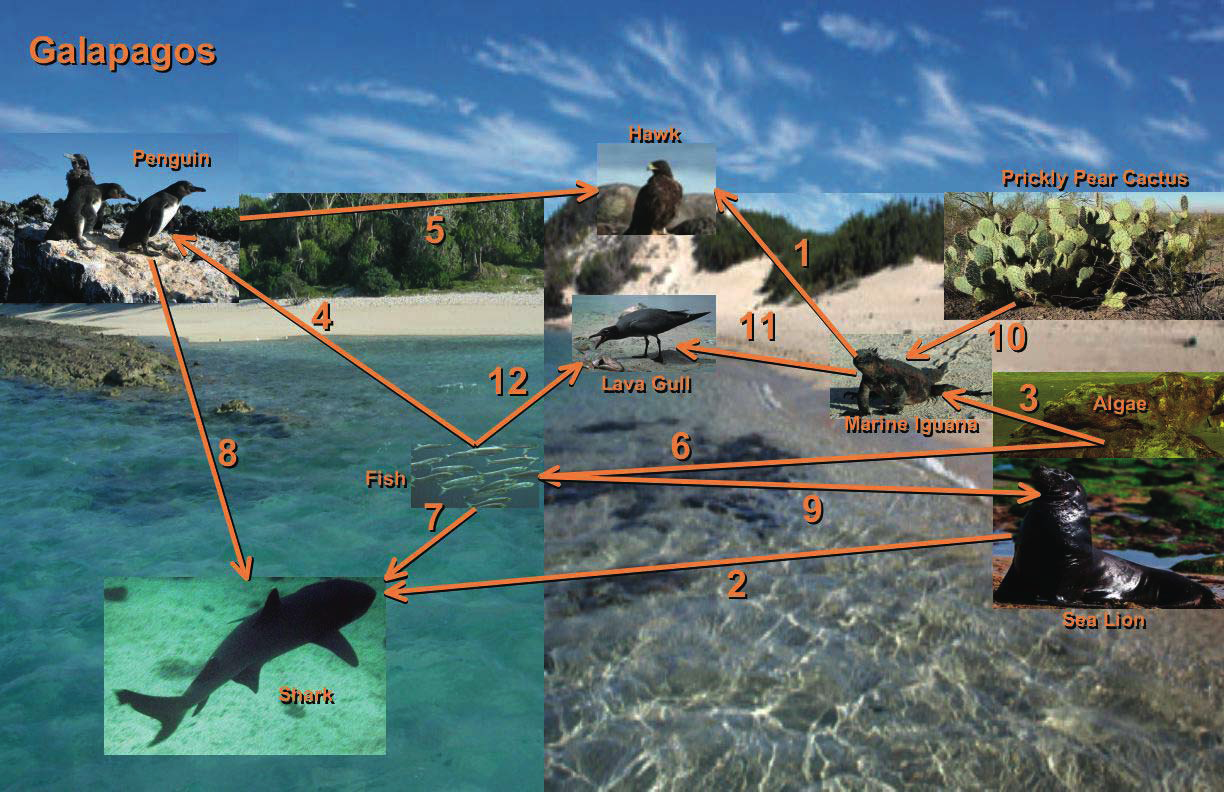 Galapagos
Hawk
Penguin
Prickly Pear Cactus
5
1
4
11
10
12
Lava Gull
3
Algae
Marine Iguana
6
8
Fish
7
9
2
Sea Lion
Shark